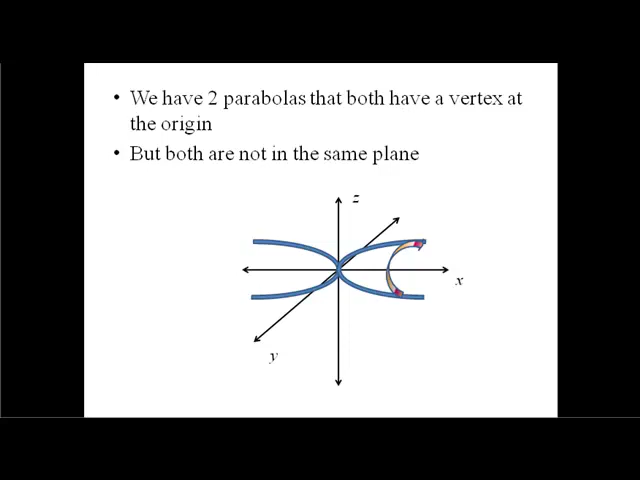 • We have 2 parabolas that both have a vertex at
the origin
• But both are not in the same plane
z
x
y